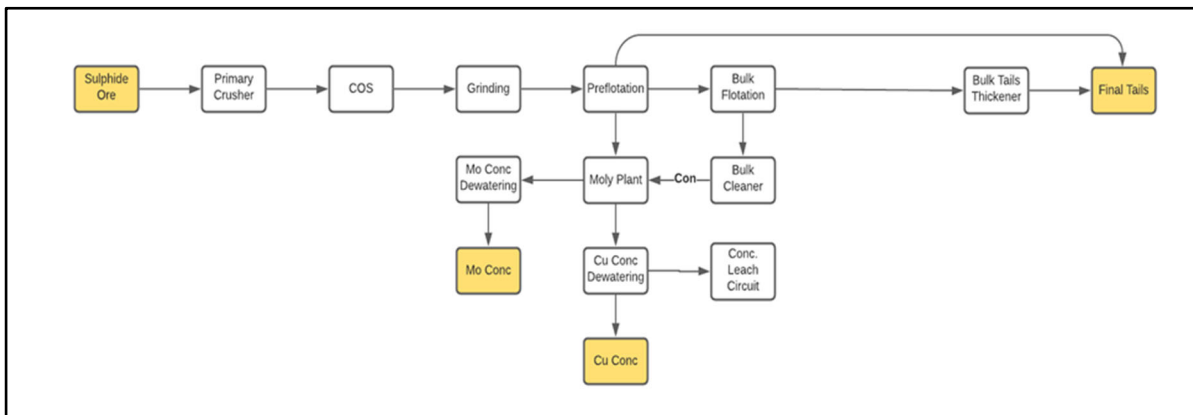 Sulphide
Ore
Primary
Crusher
COS
Grinding
Preflotation
Bulk
Flotation
Bulk Tails
Thickener
Final Tails
Mo Conc
Dewatering
Moly Plant
Con
Bulk
Cleaner
Mo Conc
Cu Conc
Dewatering
Conc.
Leach
Circuit
Cu Conc